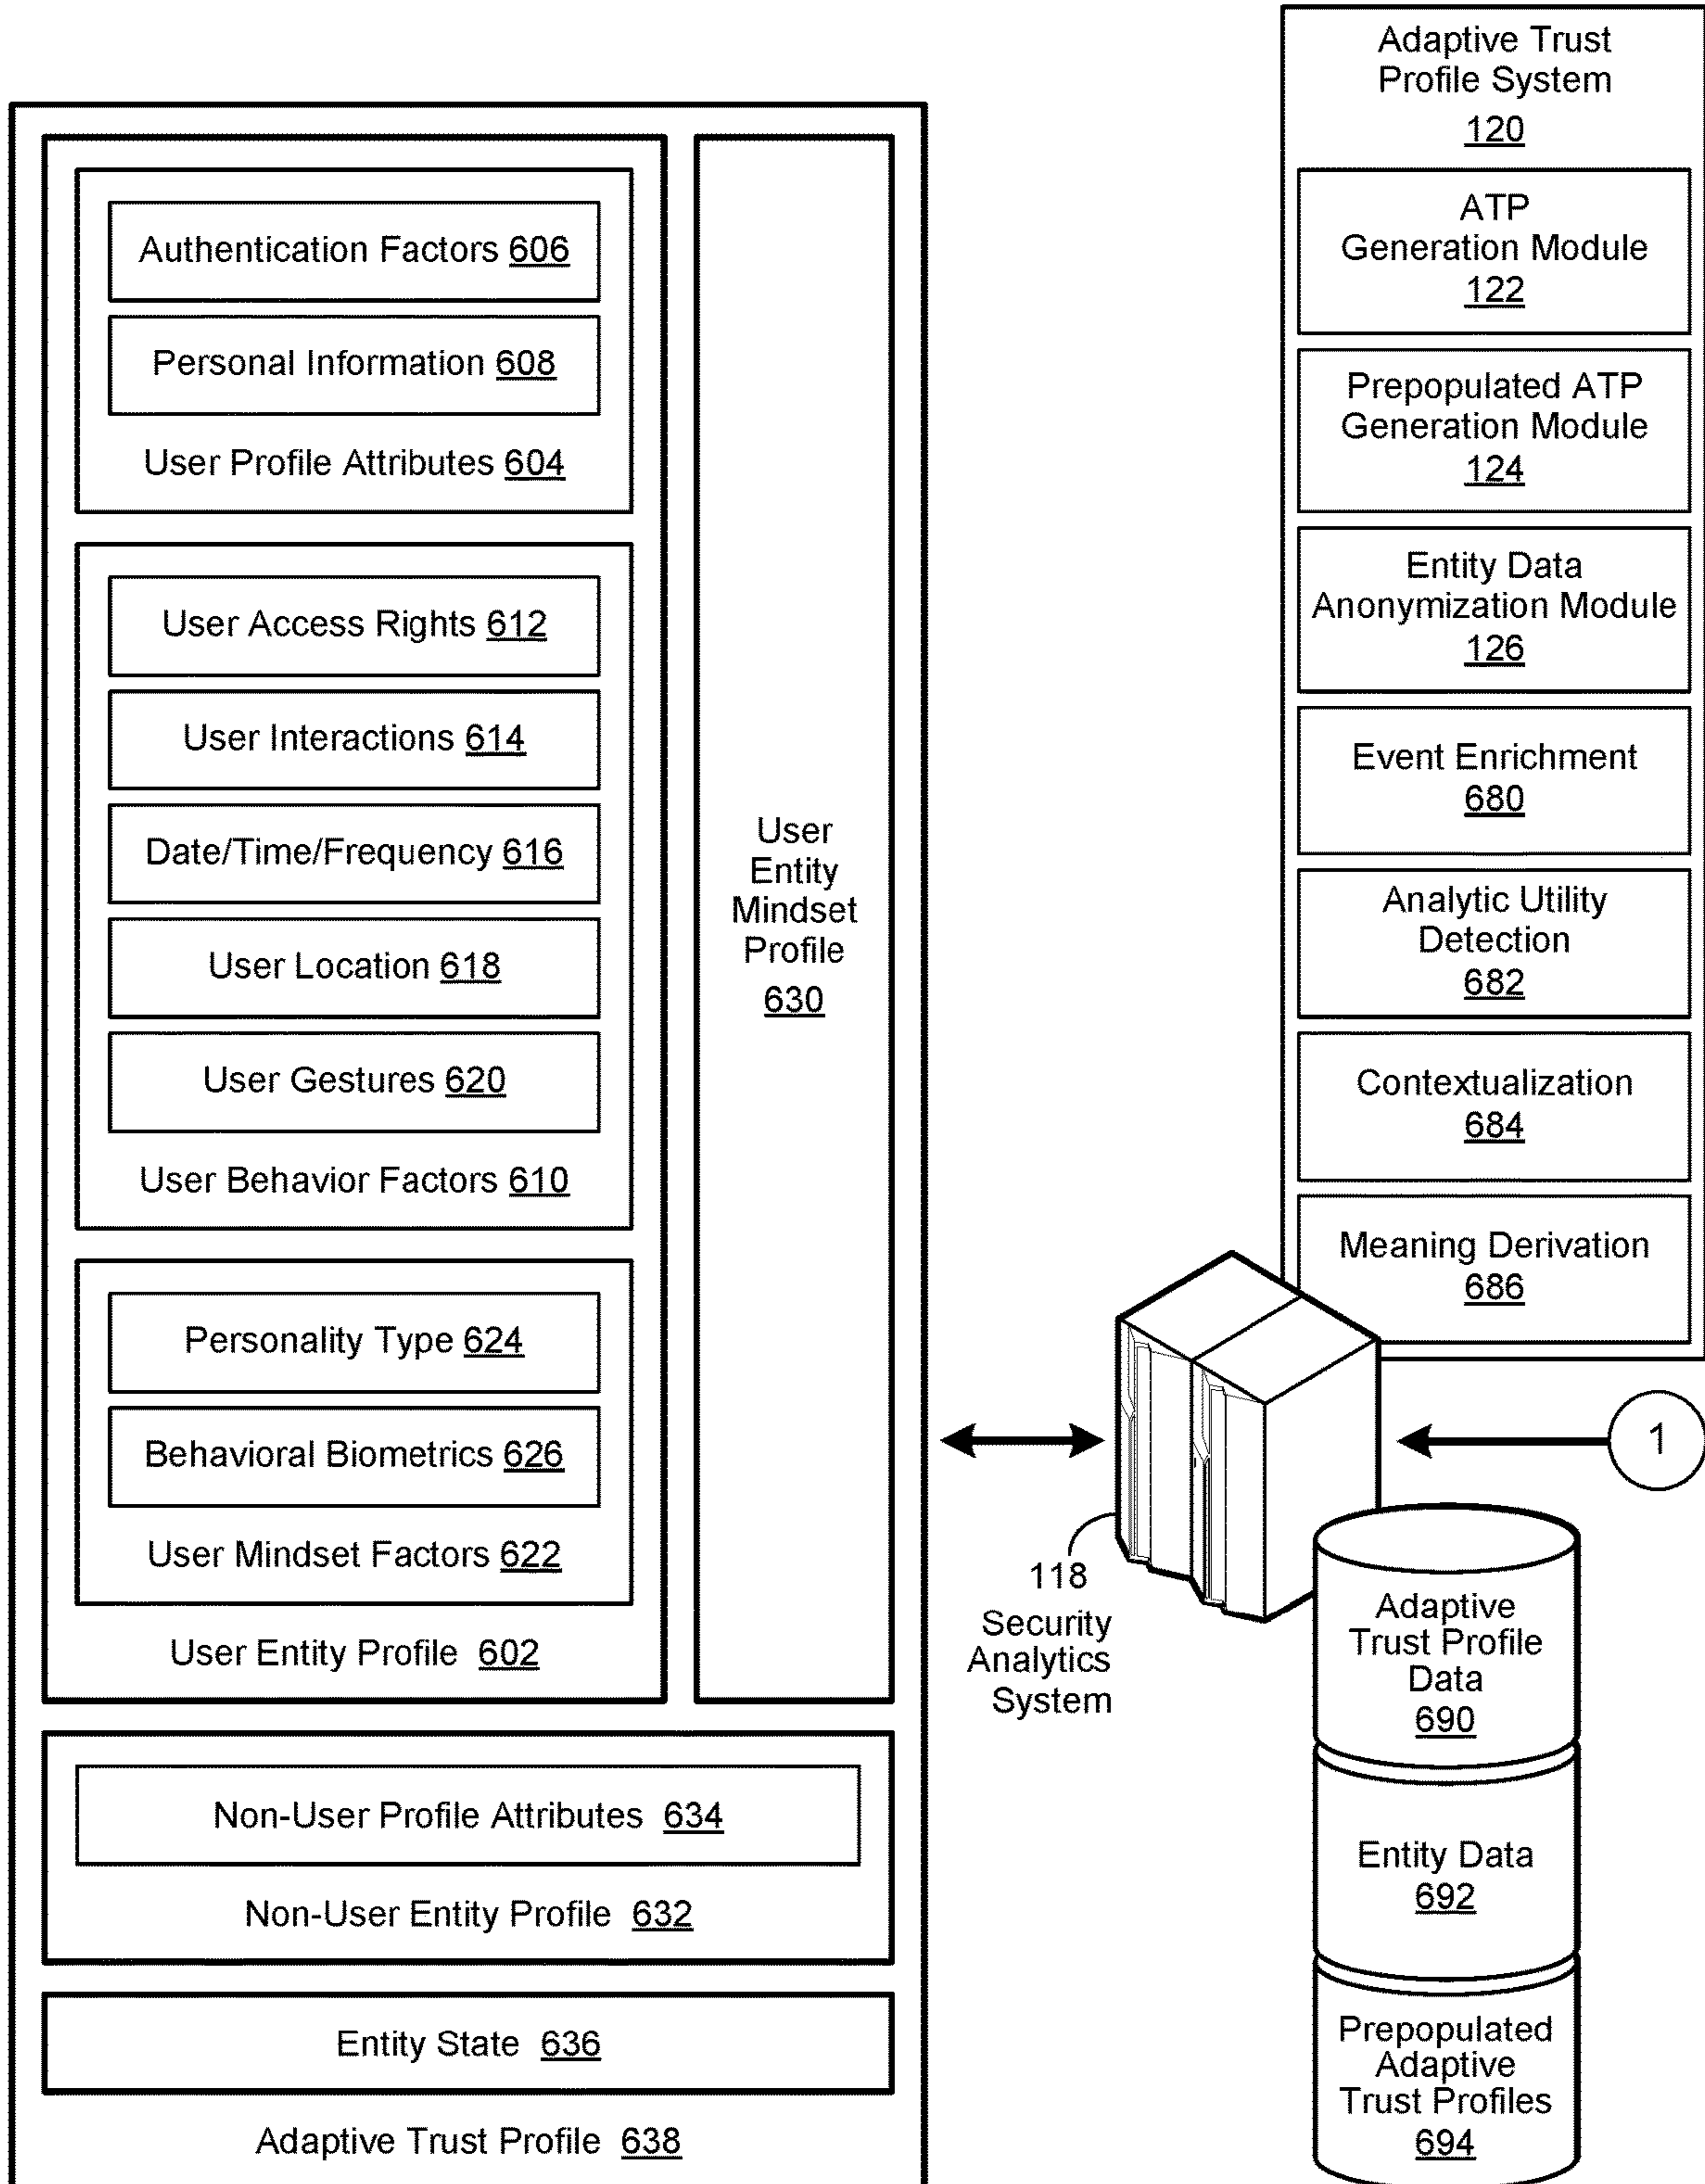 Authentication Factors 606
Personal Information 608
User Profile Attributes 604
User Access Rights 612
User Interactions 614
Date/Time/Frequency 616
User Location 618
User Gestures 620
User Behavior Factors 610
Personality Type 624
Behavioral Biometrics 626
User Mindset Factors 622
User Entity Profile 602
User
Entity
Mindset
Profile
630
Non-User Profile Attributes 634
Non-User Entity Profile 632
Entity State 636
Adaptive Trust Profile 638
Adaptive Trust
Profile System
120
ATP
Generation Module
122
Prepopulated ATP
Generation Module
124
Entity Data
Anonymization Module
126
Event Enrichment
680
Analytic Utility
Detection
682
Contextualization
684
Meaning Derivation
686
1
118
Security
Analytics
System
Adaptive
Trust Profile
Data
690
Entity Data
692
Prepopulated
Adaptive
Trust Profiles
694